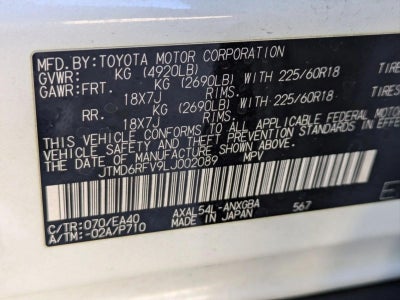 MFD.BY:TOYOTA MOTOR CORPORATION
GVWR: KG (4920LB)
GAWR:FRT. KG (2690LB) WITH 225/60R18 TIRES
18X7J RIMS,
RR. KG (2690LB) WITH 225/60R18 TIRE
18X7J RIMS,
THIS VEHICLE CONFORMS TO ALL APPLICABLE FEDERAL MOTOR
VEHICLE SAFETY AND THEFT PREVENTION STANDARDS IN
EFFECT ON THE DATE OF MANUFACTURE SHOWN ABOVE.
JTMD6RFV9LJ002089 MPV
C/TR:070/EA40 AXAL54L-ANXGBA 567
A/TM:-02A/P710 MADE IN JAPAN